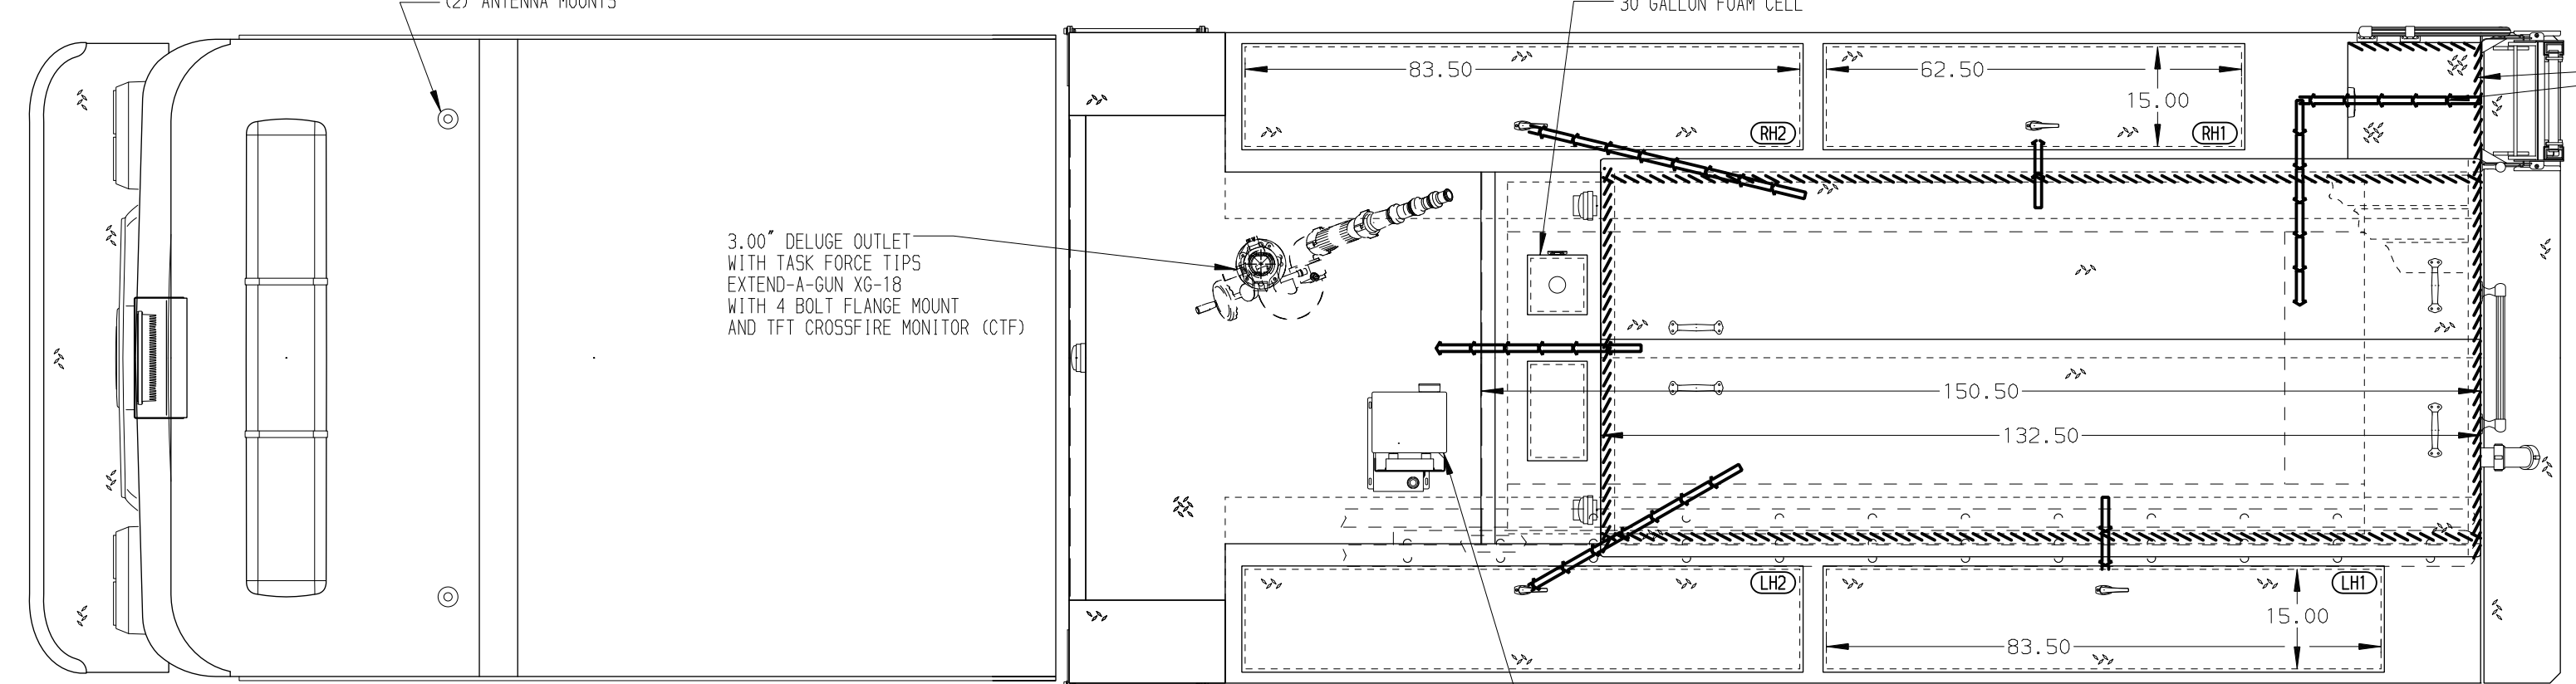 (2) ANTENNA MOUNTS
30 GALLON FOAM CELL
83.50
62.50
15.00
RH2
RH1
3.00" DELUGE OUTLET
WITH TASK FORCE TIPS
EXTEND-A-GUN XG-18
WITH 4 BOLT FLANGE MOUNT
AND TFT CROSSFIRE MONITOR (CTF)
150.50
132.50
LH2
LH1
15.00
83.50